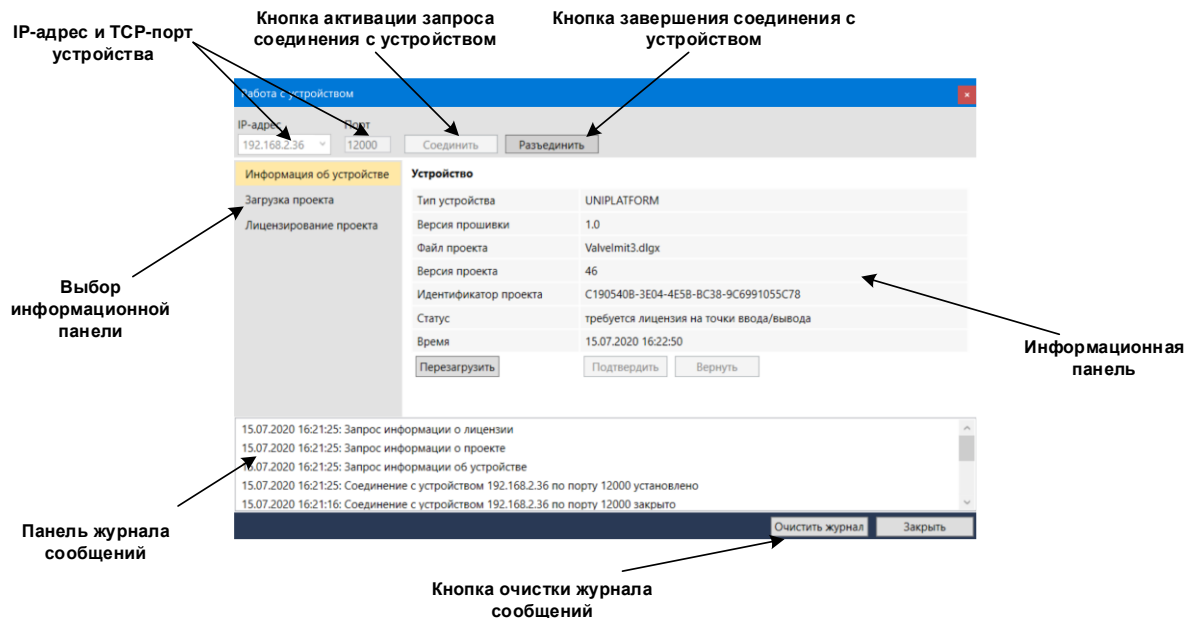 IP-адрес и TCP-порт
устройства
Кнопка активации запроса
соединения с устройством
Кнопка завершения соединения с
устройством
Работа с устройством
IP-адрес
Порт
192.168.2.36
12000
Соединить
Разъединить
Информация об устройстве
Загрузка проекта
Лицензирование проекта
Устройство
Тип устройства UNIPLATFORM
Версия прошивки 1.0
Файл проекта Valvelmit3.dlgx
Версия проекта 46
Идентификатор проекта C190540B-3E04-4E5B-BC38-9C6991055C78
Статус требуется лицензия на точки ввода/вывода
Время 15.07.2020 16:22:50
Перезагрузить
Подтвердить
Вернуть
Выбор
информационной
панели
Информационная
панель
15.07.2020 16:21:25: Запрос информации о лицензии
15.07.2020 16:21:25: Запрос информации о проекте
15.07.2020 16:21:25: Запрос информации об устройстве
15.07.2020 16:21:25: Соединение с устройством 192.168.2.36 по порту 12000 установлено
15.07.2020 16:21:16: Соединение с устройством 192.168.2.36 по порту 12000 закрыто
Очистить журнал
Закрыть
Панель журнала
сообщений
Кнопка очистки журнала
сообщений